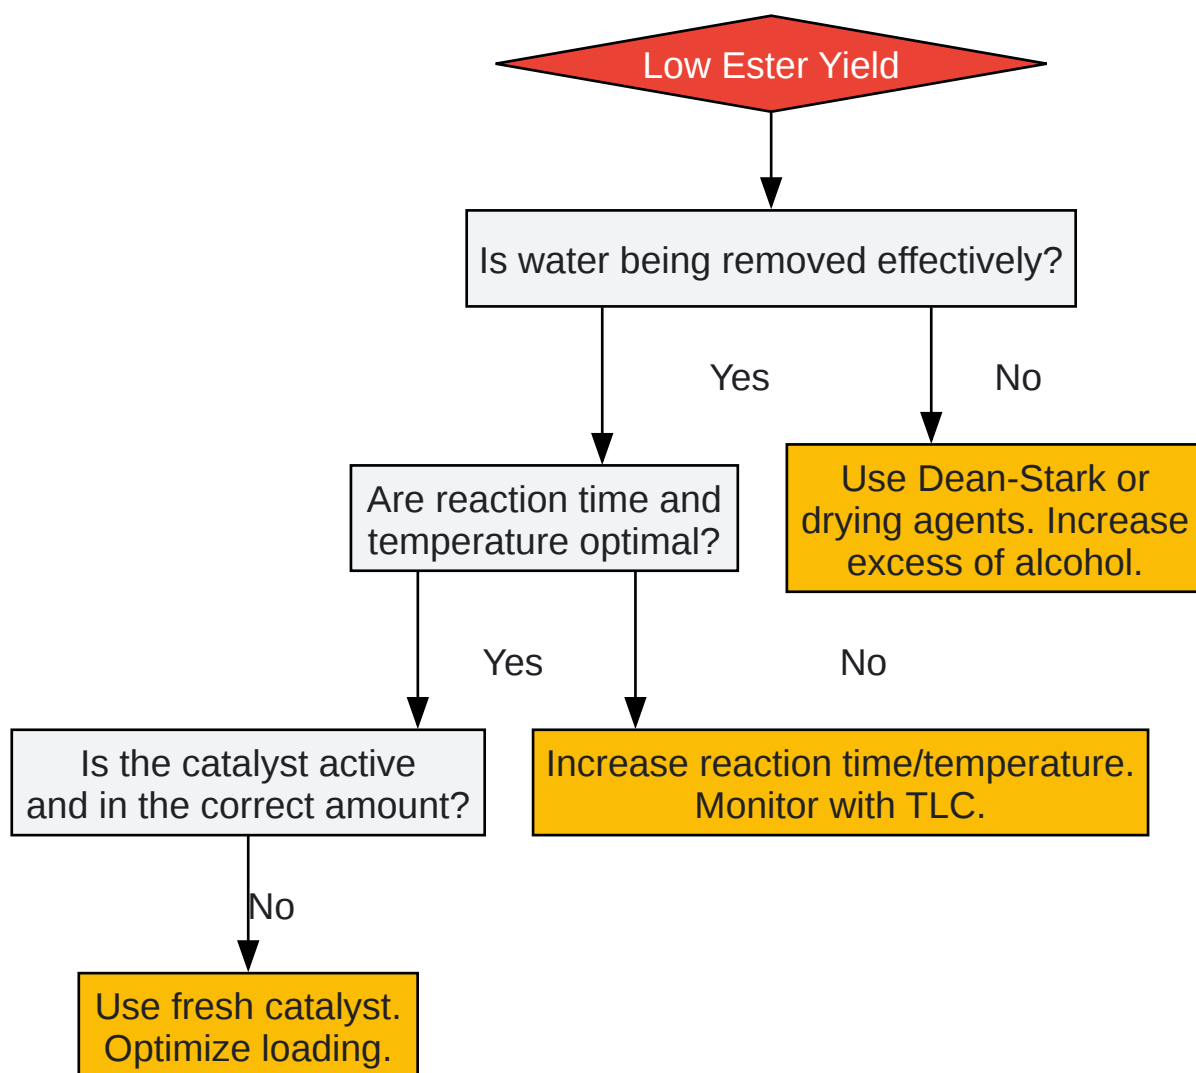 Low Ester Yield
Is water being removed effectively?
Yes
No
Use Dean-Stark or
drying agents. Increase
excess of alcohol.
Are reaction time and
temperature optimal?
Yes
No
Is the catalyst active
and in the correct amount?
Increase reaction time/temperature.
Monitor with TLC.
No
Use fresh catalyst.
Optimize loading.